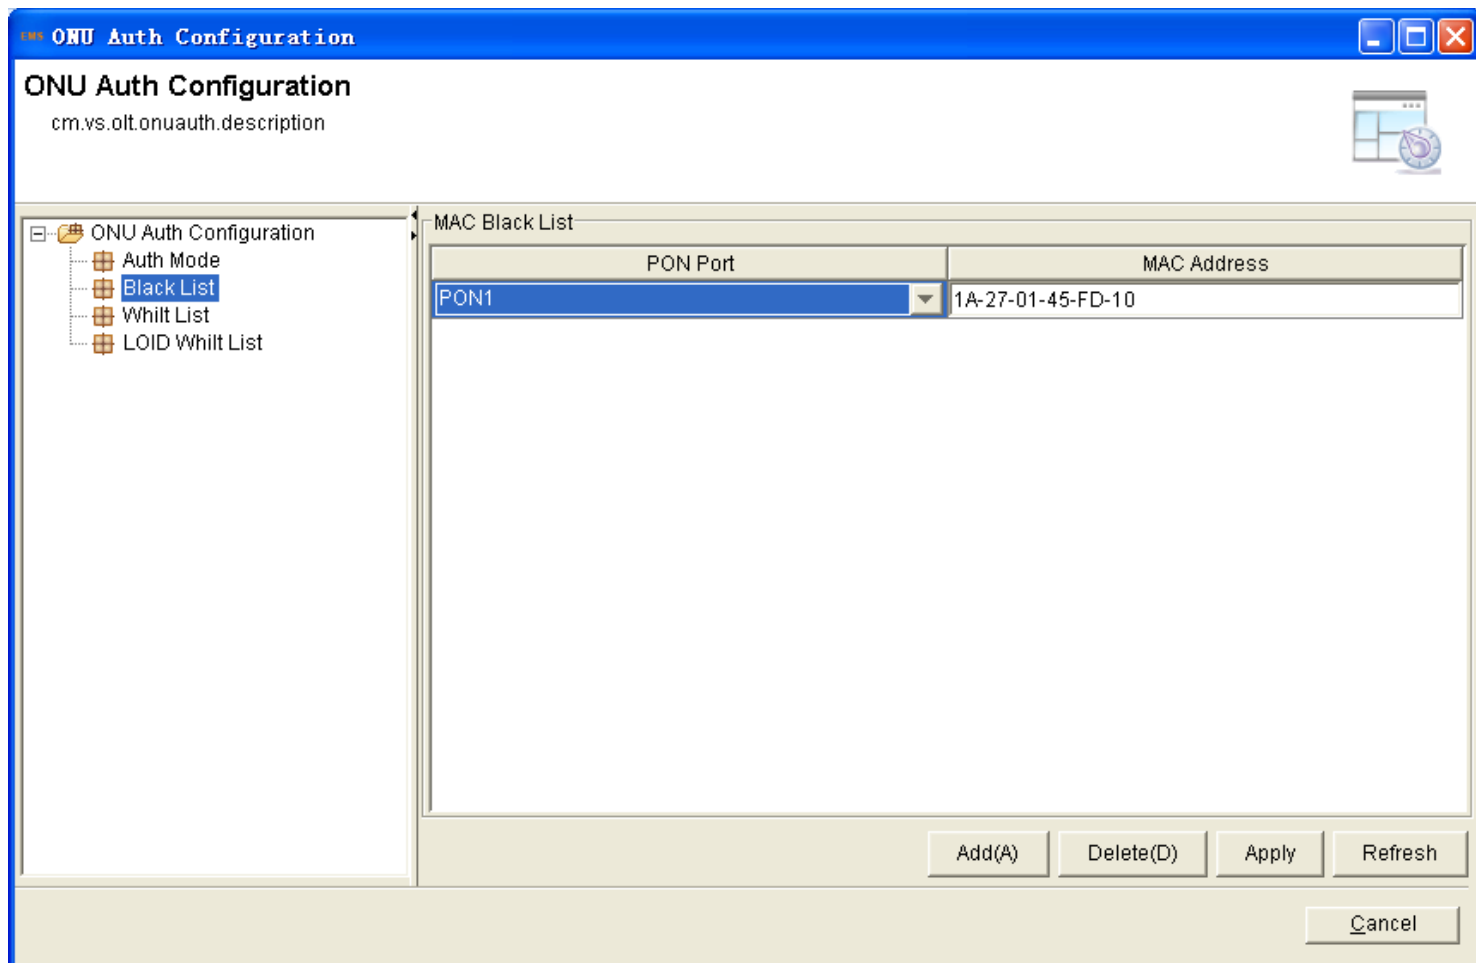 EMS ONU Auth Configuration
ONU Auth Configuration
cm.vs.olt.onuauth.description
ONU Auth Configuration
Auth Mode
Black List
Whilt List
LOID Whilt List
MAC Black List
PON Port MAC Address
PON1 1A-27-01-45-FD-10
Add(A) Delete(D) Apply Refresh
Cancel